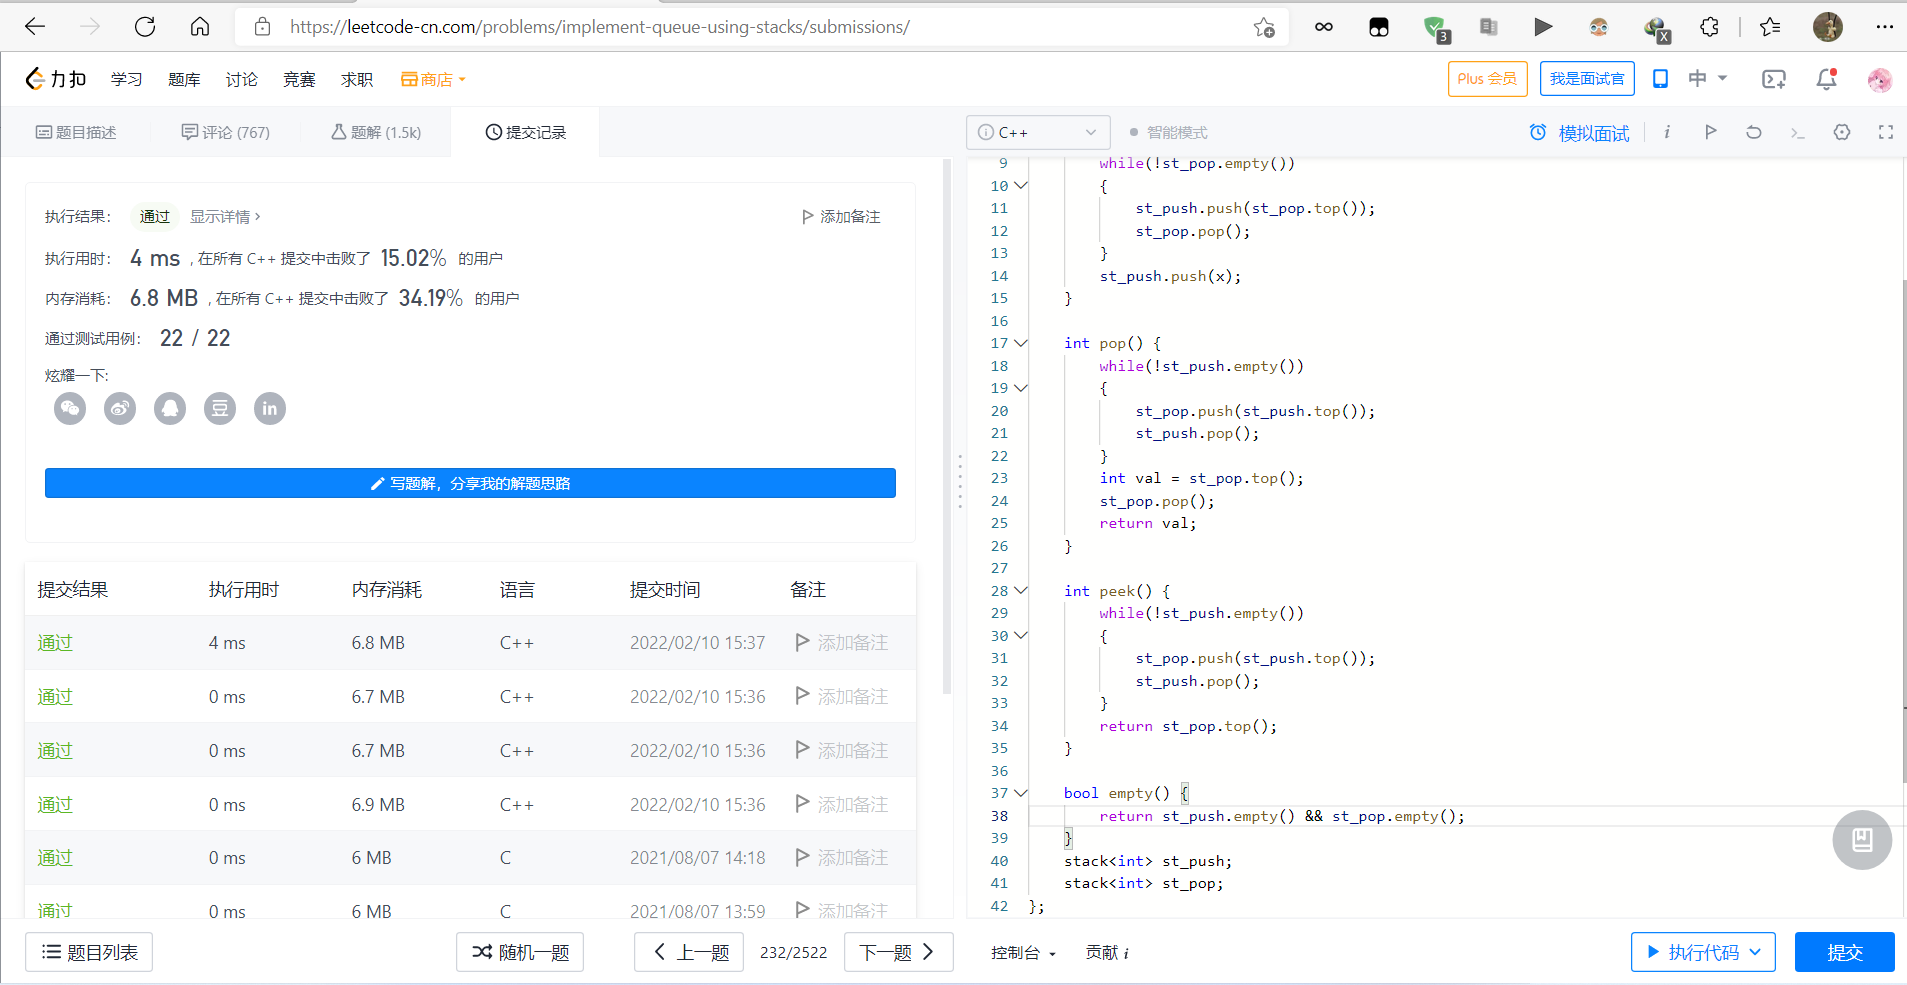 https://leetcode-cn.com/problems/implement-queue-using-stacks/submissions/
3
X
力扣 学习 题库 讨论 竞赛 求职 商店
Plus 会员 我是面试官 中
题目描述 评论 (767) 题解 (1.5k) 提交记录
执行结果： 通过 显示详情 › 添加备注
执行用时： 4 ms , 在所有 C++ 提交中击败了 15.02% 的用户
内存消耗： 6.8 MB , 在所有 C++ 提交中击败了 34.19% 的用户
通过测试用例： 22 / 22
炫耀一下:
豆 in
写题解，分享我的解题思路
提交结果 执行用时 内存消耗 语言 提交时间 备注
通过 4 ms 6.8 MB C++ 2022/02/10 15:37 添加备注
通过 0 ms 6.7 MB C++ 2022/02/10 15:36 添加备注
通过 0 ms 6.7 MB C++ 2022/02/10 15:36 添加备注
通过 0 ms 6.9 MB C++ 2022/02/10 15:36 添加备注
通过 0 ms 6 MB C 2021/08/07 14:18 添加备注
通过 0 ms 6 MB C 2021/08/07 13:59 添加备注
题目列表 随机一题 上一题 232/2522 下一题
C++ 智能模式 模拟面试 i
9 while(!st_pop.empty())
10 {
11 st_push.push(st_pop.top());
12 st_pop.pop();
13 }
14 st_push.push(x);
15 }
16
17 int pop() {
18 while(!st_push.empty())
19 {
20 st_pop.push(st_push.top());
21 st_push.pop();
22 }
23 int val = st_pop.top();
24 st_pop.pop();
25 return val;
26 }
27
28 int peek() {
29 while(!st_push.empty())
30 {
31 st_pop.push(st_push.top());
32 st_push.pop();
33 }
34 return st_pop.top();
35 }
36
37 bool empty() {
38 return st_push.empty() && st_pop.empty();
39 }
40 stack<int> st_push;
41 stack<int> st_pop;
42 };
控制台 贡献 i 执行代码 提交